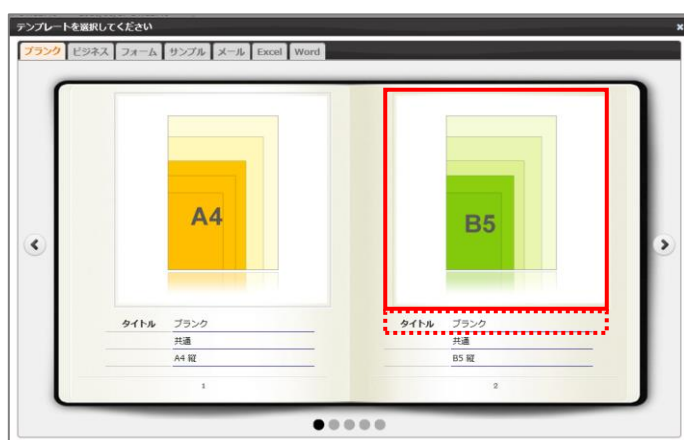 テンプレートを選択してください
ブランク ビジネス フォーム サンプル メール Excel Word
A4
タイトル ブランク
共通
A4 縦
1
B5
タイトル ブランク
共通
B5 縦
2